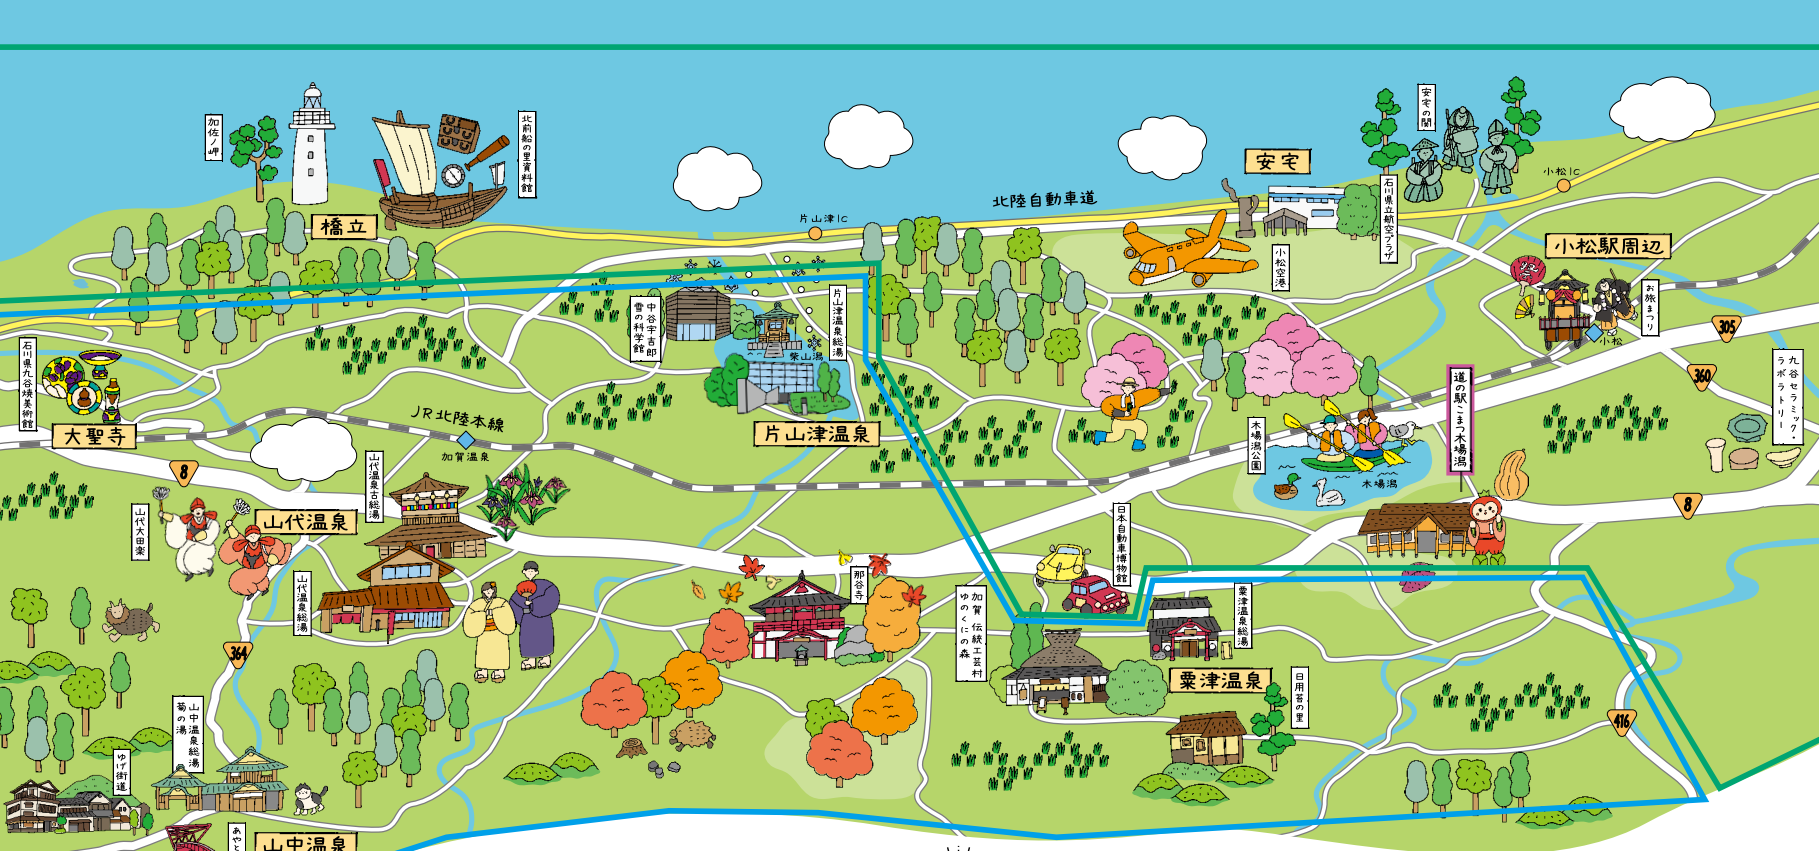 加佐ノ岬
北前船の里資料館
橋立
片山津IC
北陸自動車道
安宅
安宅の関
小松IC
石川県立航空プラザ
小松空港
小松駅周辺
お旅まつり
小松
305
360
九谷セラミック・
ラボラトリー
中谷宇吉郎
雪の科学館
片山津温泉総湯
柴山潟
片山津温泉
石川県九谷焼美術館
大聖寺
JR北陸本線
加賀温泉
8
山代温泉古総湯
山代大田楽
山代温泉
山代温泉総湯
364
木場潟公園
木場潟
道の駅こまつ木場潟
8
日本自動車博物館
那谷寺
加賀伝統工芸村
ゆのくにの森
粟津温泉総湯
粟津温泉
日用苔の里
416
山中温泉総湯
菊の湯
ゆげ街道
あやと
山中温泉